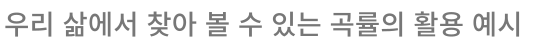 우리 삶에서 찾아 볼 수 있는 곡률의 활용 예시